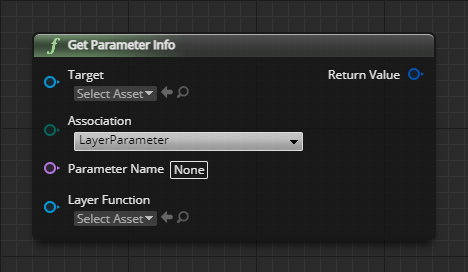 Get Parameter Info
Target
Return Value
Select Asset
Association
LayerParameter
Parameter Name None
Layer Function
Select Asset